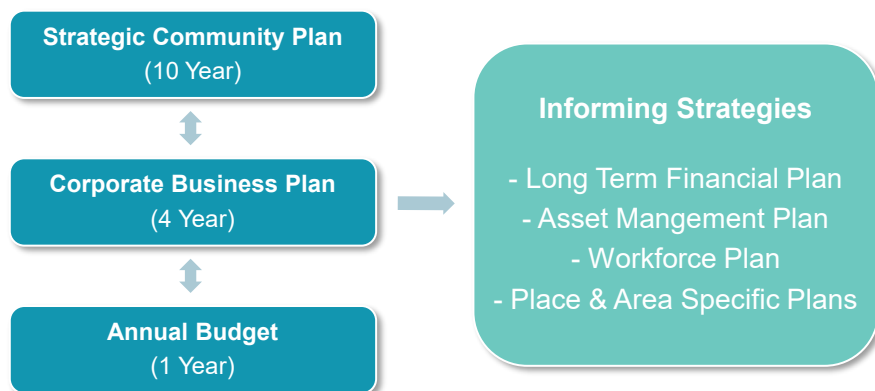 Strategic Community Plan
(10 Year)
Corporate Business Plan
(4 Year)
Annual Budget
(1 Year)
Informing Strategies
- Long Term Financial Plan
- Asset Mangement Plan
- Workforce Plan
- Place & Area Specific Plans